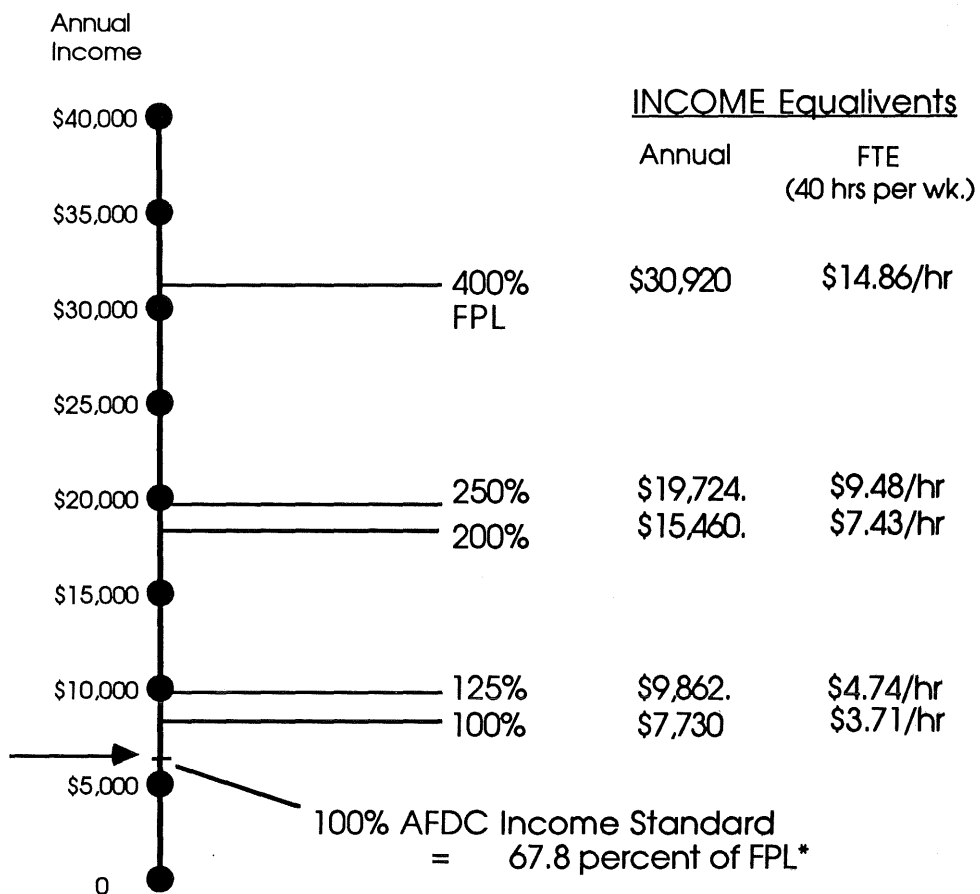 Annual
Income
INCOME Equalivents
Annual FTE
(40 hrs per wk.)
$40,000
$35,000
400% $30,920 $14.86/hr
FPL
$30,000
$25,000
$20,000 250% $19,724. $9.48/hr
200% $15,460. $7.43/hr
$15,000
$10,000 125% $9,862. $4.74/hr
100% $7,730 $3.71/hr
$5,000
100% AFDC Income Standard
= 67.8 percent of FPL*
0